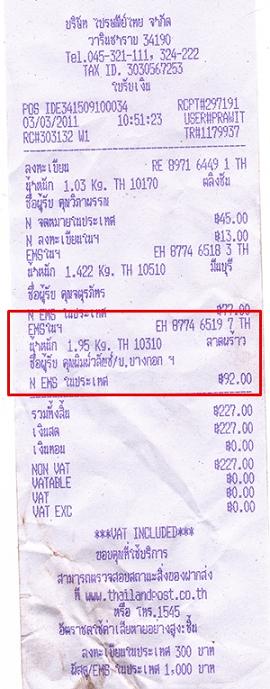 บริษัท ไปรษณีย์ไทย จำกัด
วารินชำราบ 34190
Tel.045-321-111, 324-222
TAX ID. 3030567253
ใบรับเงิน
POS IDE341509100034 RCPT#297191
03/03/2011 10:51:23 USER#PRAWIT
RC#303132 W1 TR#1179937
ลงทะเบียน RE 8971 6449 1 TH
น้ำหนัก 1.03 Kg. TH 10170 ตลิ่งชัน
ชื่อผู้รับ คุณวิภาพรรณ
N จดหมายในประเทศ ฿45.00
N ลงทะเบียนในฯ ฿13.00
EMSในฯ EH 8774 6518 3 TH
น้ำหนัก 1.422 Kg. TH 10510 มีนบุรี
ชื่อผู้รับ คุณจตุรภัทร
N EMS ในประเทศ ฿77.00
EMSในฯ EH 8774 6519 7 TH
น้ำหนัก 1.95 Kg. TH 10310 ลาดพร้าว
ชื่อผู้รับ /บ.บางกอก ฯ
N EMS ในประเทศ ฿92.00
รวมทั้งสิ้น ฿227.00
เงินสด ฿227.00
เงินทอน ฿0.00
NON VAT ฿227.00
VATABLE ฿0.00
VAT ฿0.00
VAT EXC ฿0.00
***VAT INCLUDED***
ขอบคุณที่ใช้บริการ
สามารถตรวจสอบสถานะสิ่งของฝากส่ง
ที่ www.thailandpost.co.th
หรือ โทร.1545
อัตราชดใช้ค่าเสียหายอย่างสูง:ชิ้น
ลงทะเบียนในประเทศ 300 บาท
พัสดุ/EMS ในประเทศ 1,000 บาท